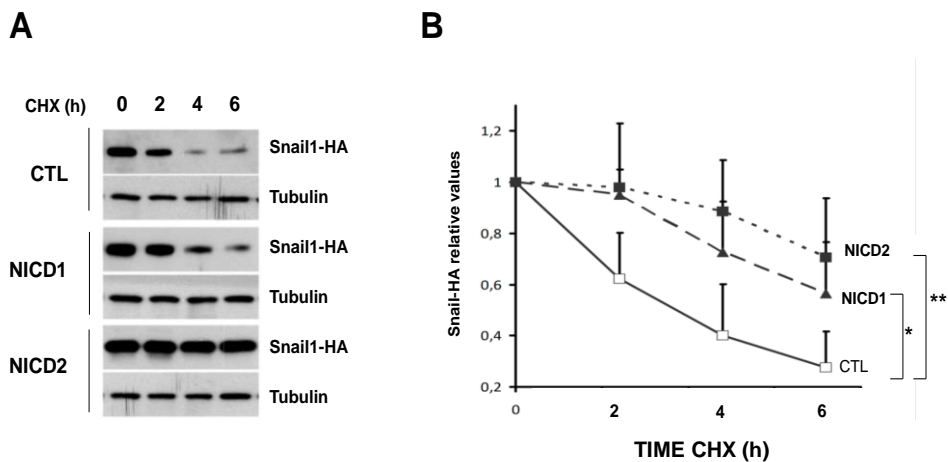 A
CHX (h) 0 2 4 6
CTL
Snail1-HA
Tubulin
NICD1
Snail1-HA
Tubulin
NICD2
Snail1-HA
Tubulin
B
Snail-HA relative values
1,2
1
0,8
0,6
0,4
0,2
0 2 4 6
TIME CHX (h)
NICD2
NICD1
CTL
*
**